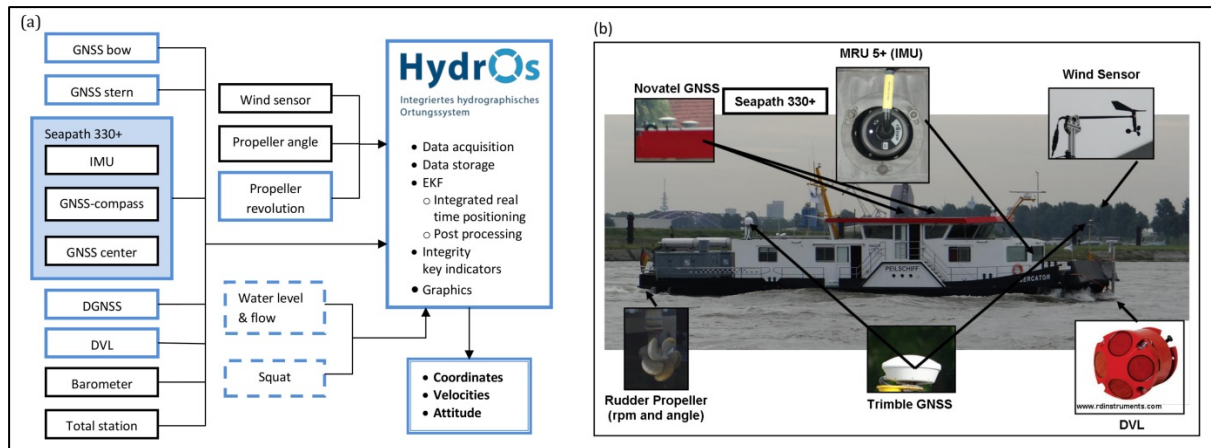 (a)
GNSS bow
GNSS stern
Seapath 330+
IMU
GNSS-compass
GNSS center
DGNSS
DVL
Barometer
Total station
Wind sensor
Propeller angle
Propeller
revolution
Water level
& flow
Squat
HydrOs
Integriertes hydrographisches
Ortungssystem
• Data acquisition
• Data storage
• EKF
○ Integrated real
time positioning
○ Post processing
• Integrity
key indicators
• Graphics
• Coordinates
• Velocities
• Attitude
(b)
MRU 5+ (IMU)
Wind Sensor
Novatel GNSS
Seapath 330+
PEILSCHIFF
Rudder Propeller
(rpm and angle)
Trimble GNSS
www.rdinstruments.com
DVL